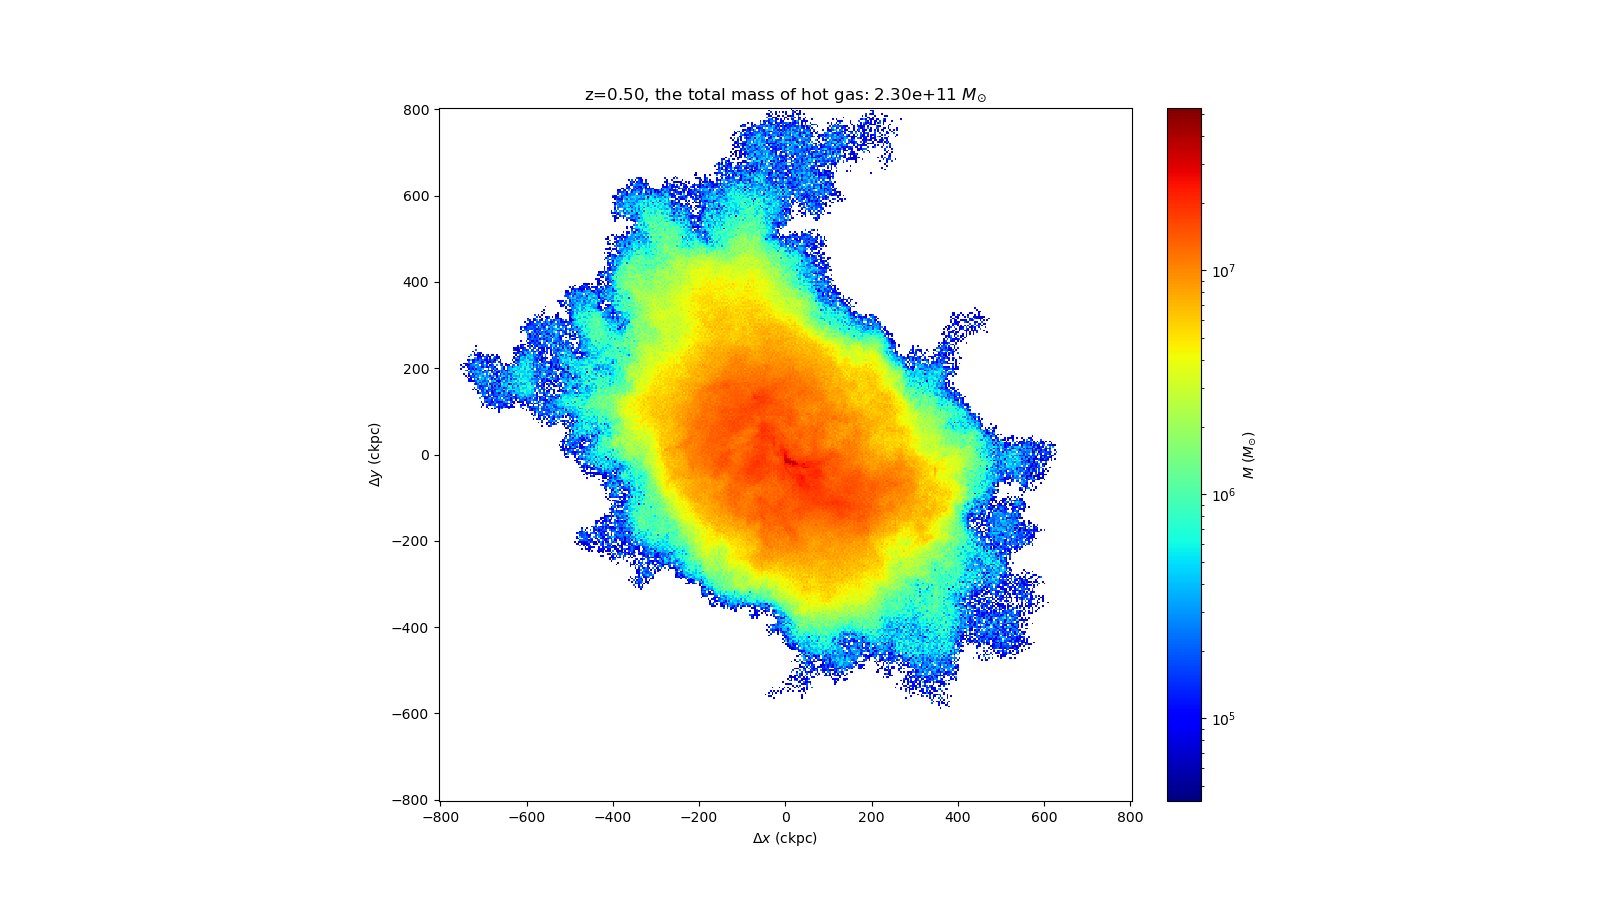 z=0.50, the total mass of hot gas: 2.30e+11 M⊙
800
600
400
200
0
−200
−400
−600
−800
Δy (ckpc)
−800 −600 −400 −200 0 200 400 600 800
Δx (ckpc)
10⁷
10⁶
10⁵
M (M⊙)